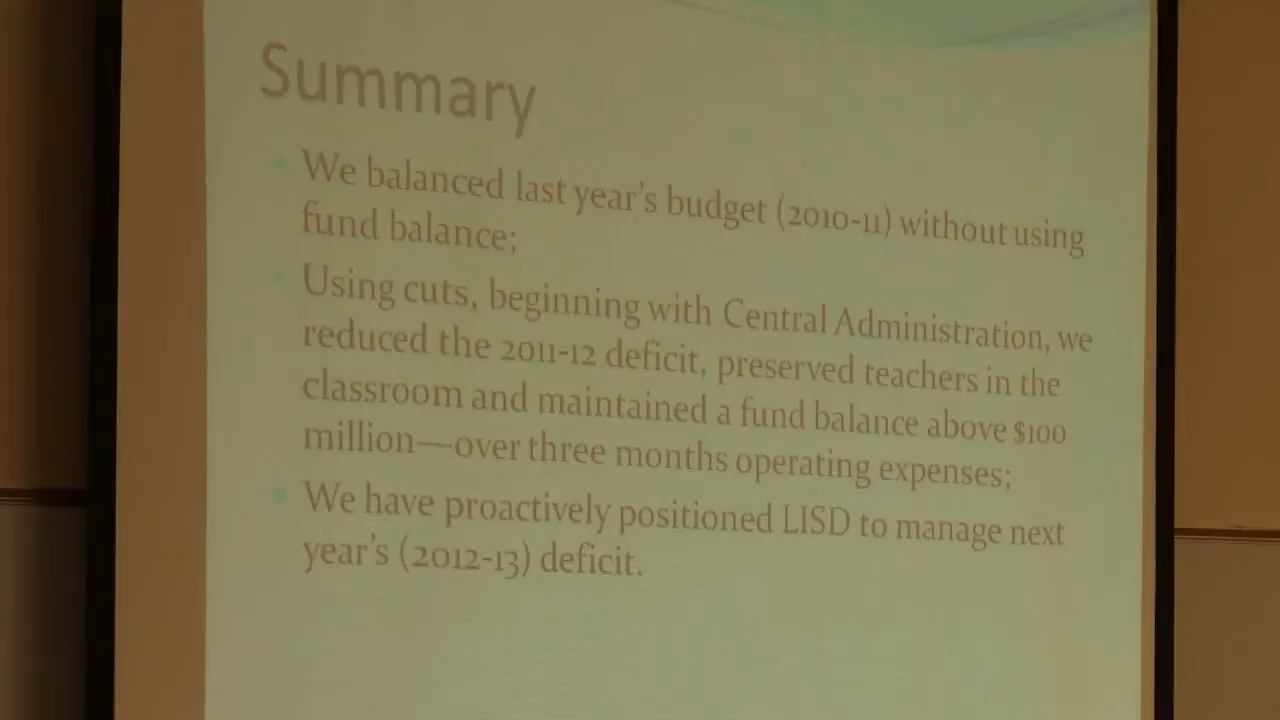 Summary
We balanced last year's budget (2010-11) without using
fund balance;
Using cuts, beginning with Central Administration, we
reduced the 2011-12 deficit, preserved teachers in the
classroom and maintained a fund balance above $100
million—over three months operating expenses;
We have proactively positioned LISD to manage next
year's (2012-13) deficit.